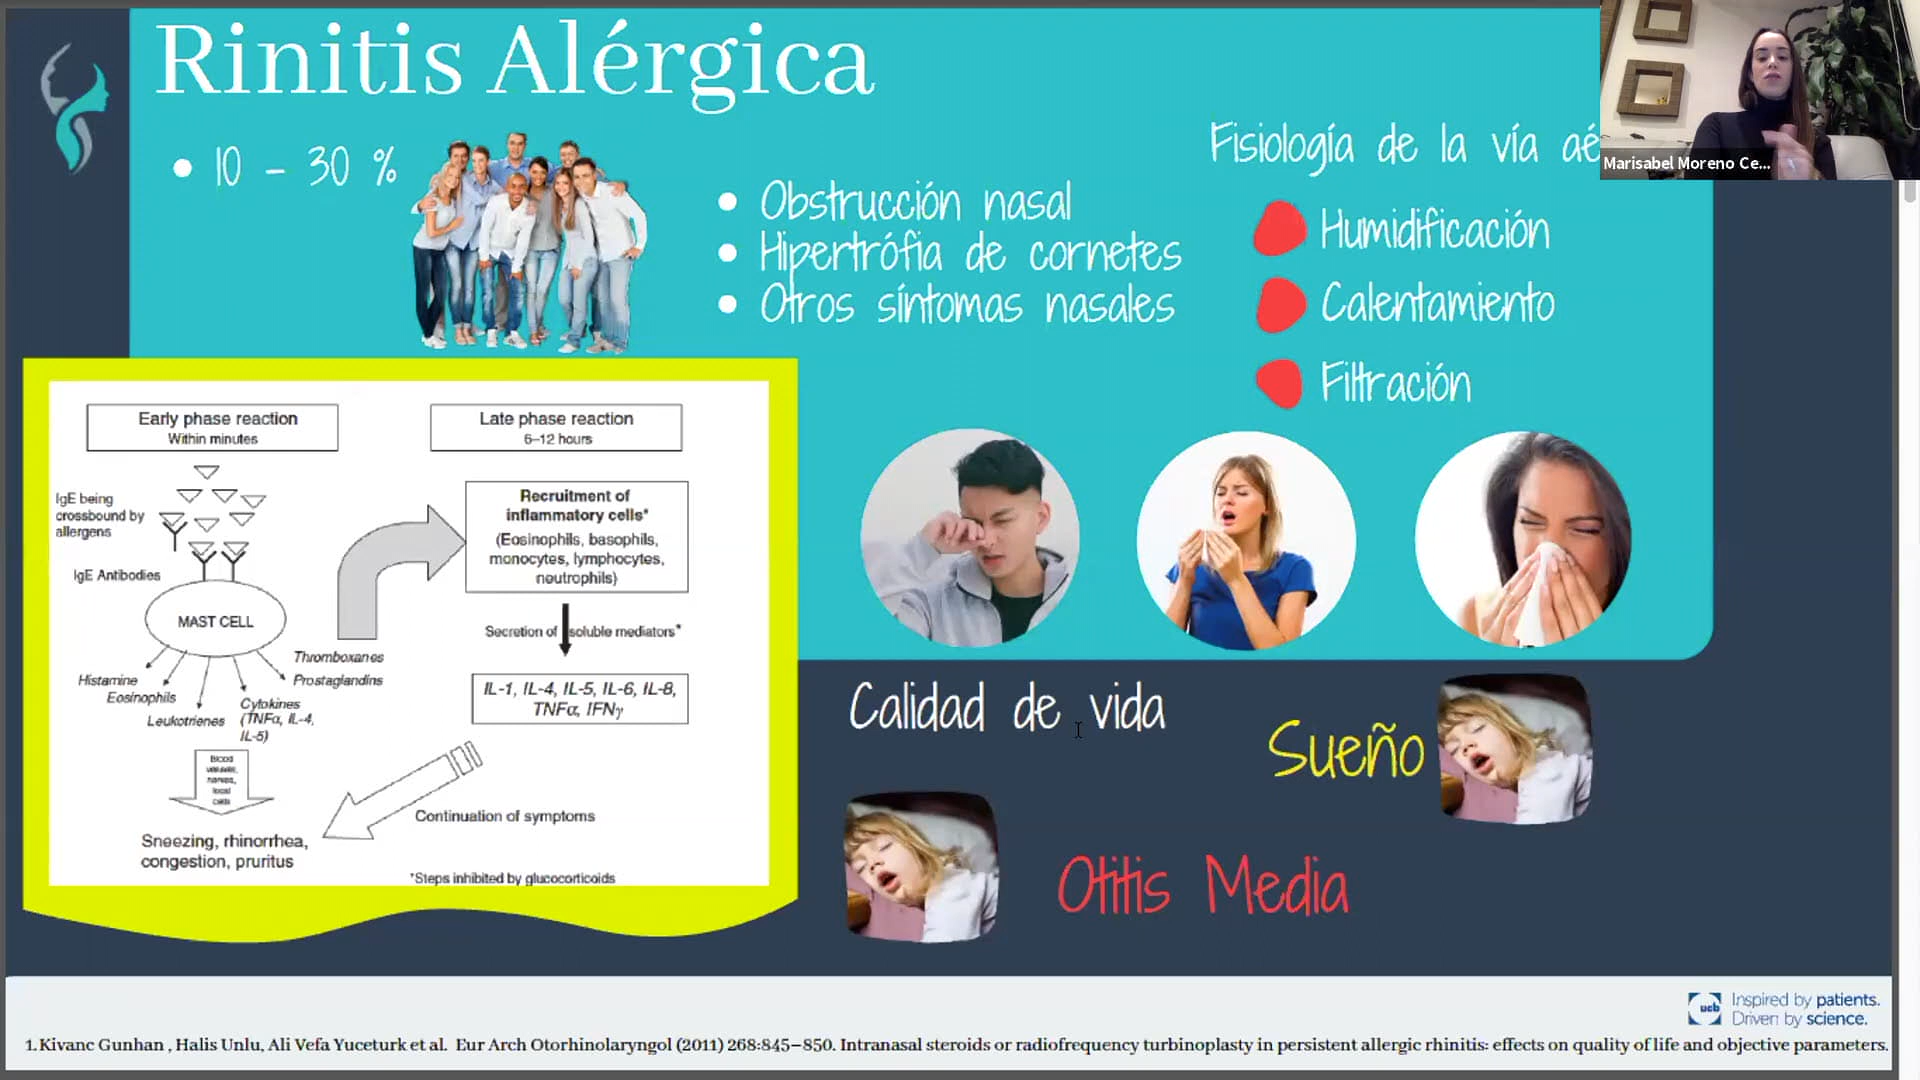 Rinitis Alérgica
10 - 30 %
Obstrucción nasal
Hipertrófia de cornetes
Otros síntomas nasales
Fisiología de la vía aé
Humidificación
Calentamiento
Filtración
Marisabel Moreno Ce...
Early phase reaction
Within minutes
IgE being
crossbound by
allergens
IgE Antibodies
MAST CELL
Histamine
Eosinophils
Leukotrienes
Cytokines
(TNFα, IL-4,
IL-5)
Thromboxanes
Prostaglandins
Blood
vessels,
nerves,
local
cells
Sneezing, rhinorrhea,
congestion, pruritus
Late phase reaction
6–12 hours
Recruitment of
inflammatory cells*
(Eosinophils, basophils,
monocytes, lymphocytes,
neutrophils)
Secretion of soluble mediators*
IL-1, IL-4, IL-5, IL-6, IL-8,
TNFα, IFNγ
Continuation of symptoms
*Steps inhibited by glucocorticoids
Calidad de vida
Sueño
Otitis Media
ucb
Inspired by patients.
Driven by science.
1. Kivanc Gunhan , Halis Unlu, Ali Vefa Yuceturk et al. Eur Arch Otorhinolaryngol (2011) 268:845–850. Intranasal steroids or radiofrequency turbinoplasty in persistent allergic rhinitis: effects on quality of life and objective parameters.